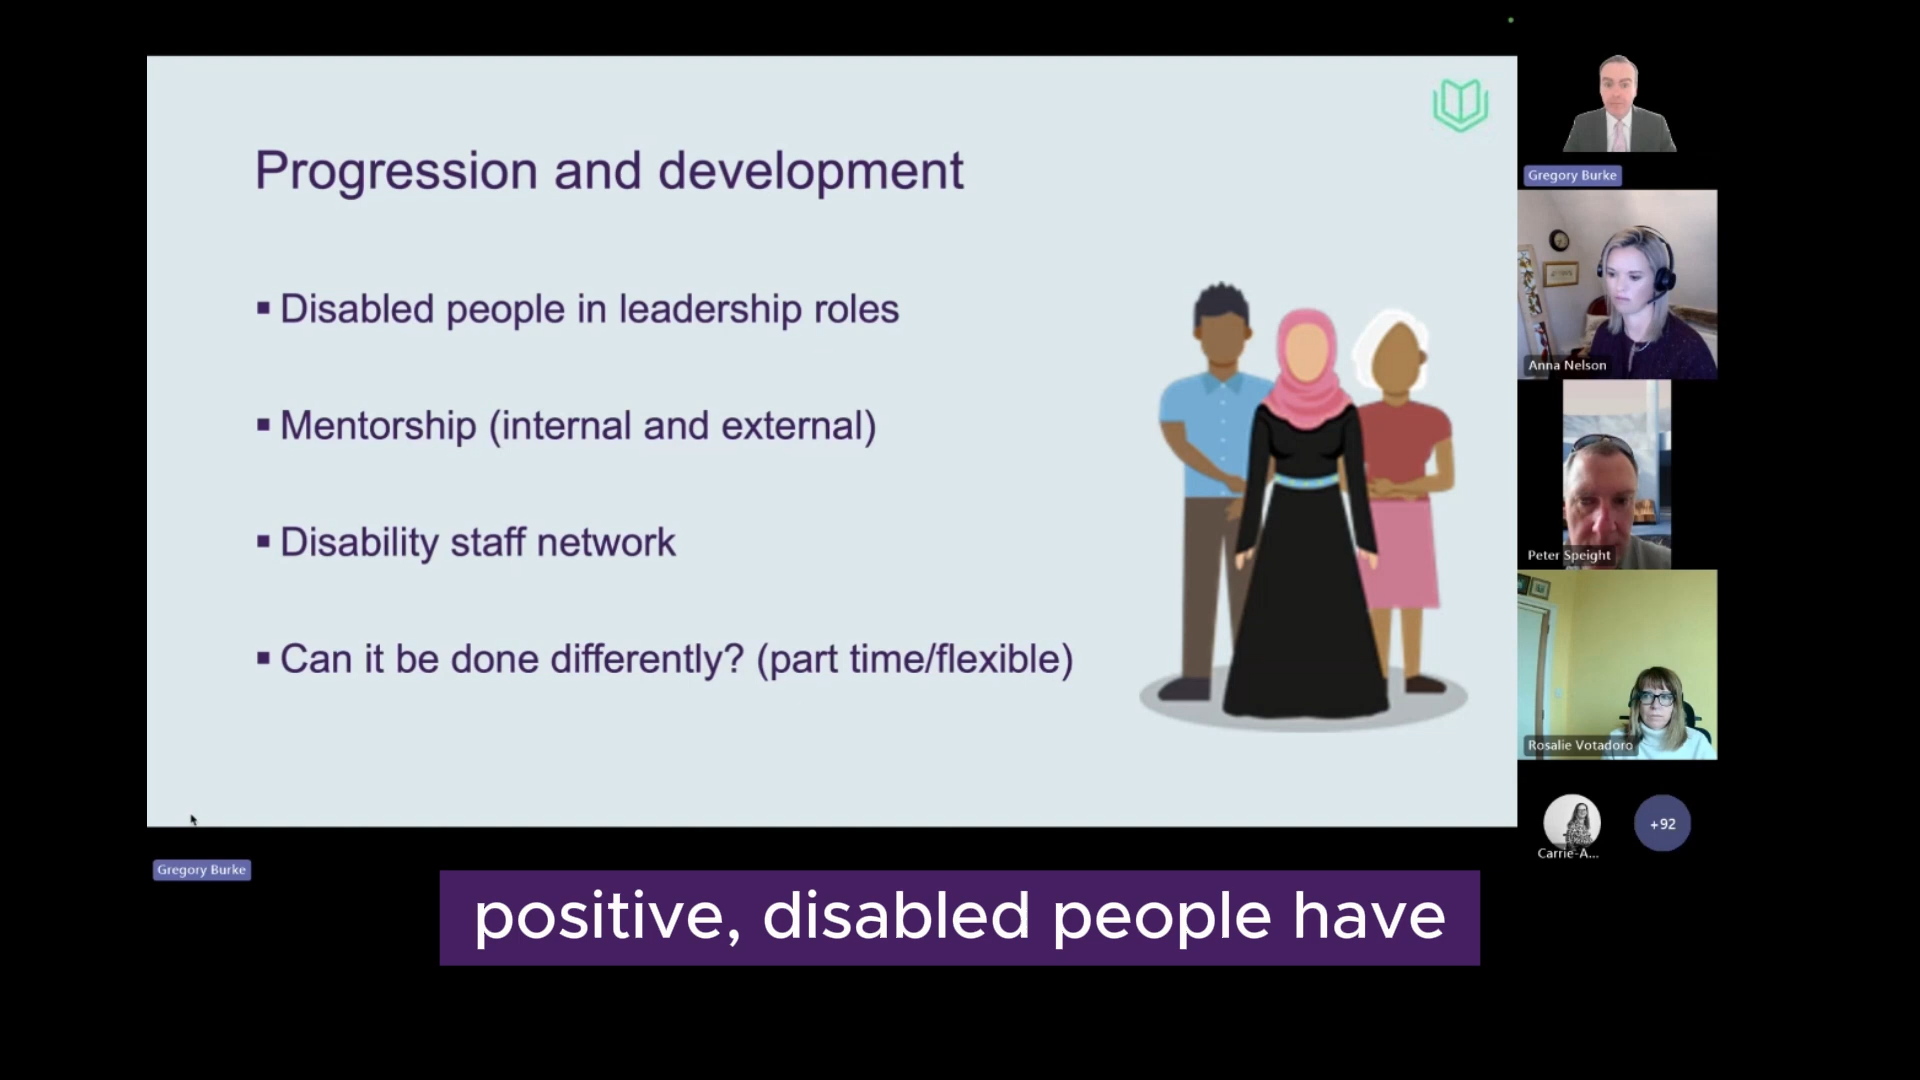 Progression and development
▪ Disabled people in leadership roles
▪ Mentorship (internal and external)
▪ Disability staff network
▪ Can it be done differently? (part time/flexible)
Gregory Burke
Anna Nelson
Peter Speight
Rosalie Votadoro
Carrie-A...
+92
Gregory Burke
positive, disabled people have